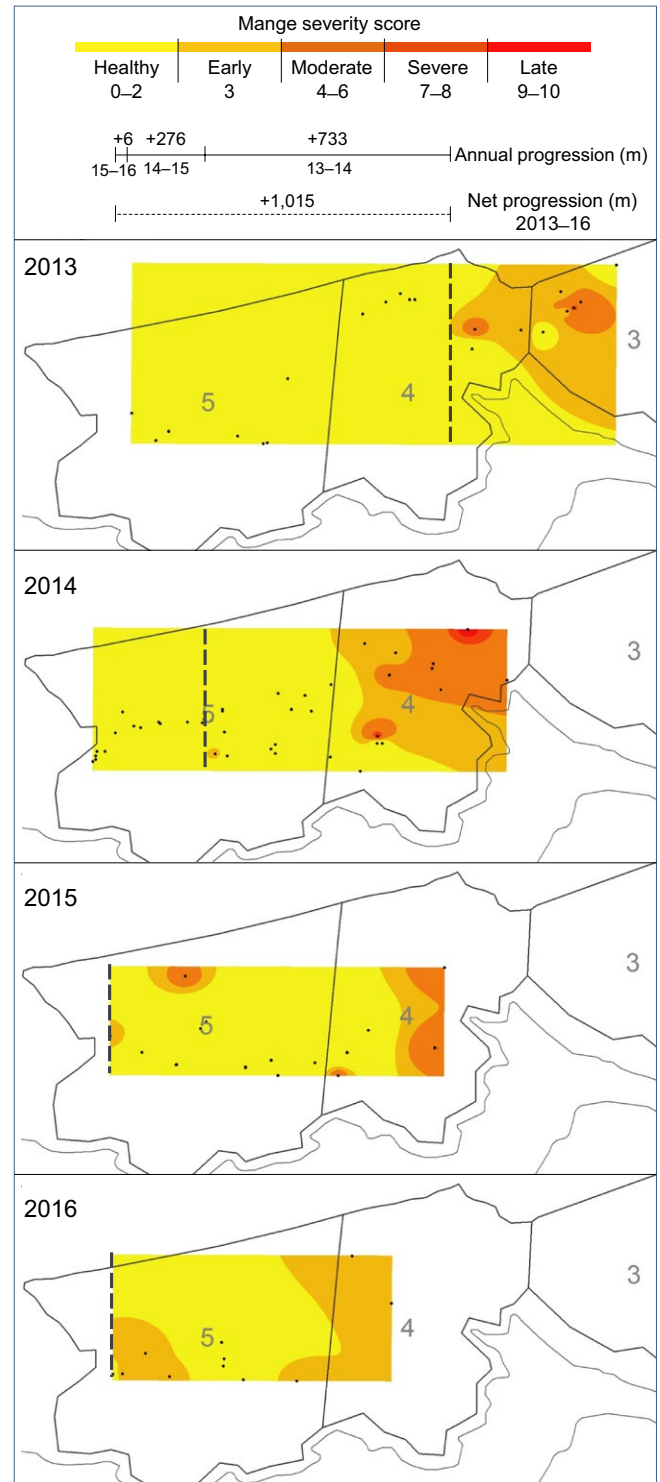 Mange severity score
Healthy Early Moderate Severe Late
0–2 3 4–6 7–8 9–10
+6 +276 +733
Annual progression (m)
15–16 14–15 13–14
+1,015 Net progression (m)
2013–16
2013
3
5 4
2014
3
5 4
2015
3
5 4
2016
3
5 4